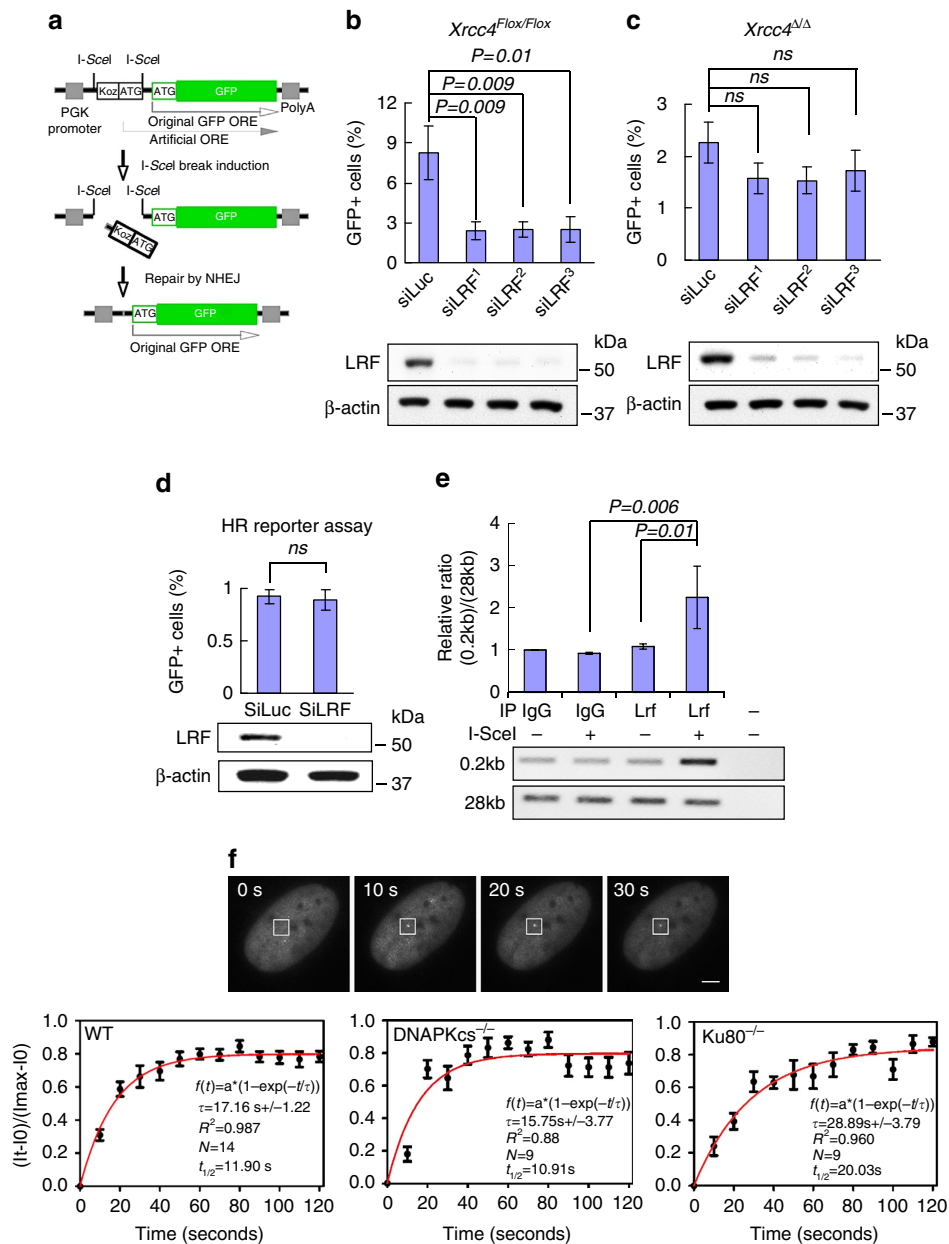 a
I-SceI I-SceI
Koz ATG ATG GFP
PGK promoter
PolyA
Original GFP ORE
Artificial ORE
I-SceI break induction
I-SceI I-SceI
ATG GFP
Koz ATG
Repair by NHEJ
ATG GFP
Original GFP ORE
b
Xrcc4Flox/Flox
P=0.01
P=0.009
P=0.009
GFP+ cells (%)
12
9
6
3
0
siLuc siLRF1 siLRF2 siLRF3
kDa
LRF
50
β-actin
37
c
Xrcc4Δ/Δ
ns
ns
ns
GFP+ cells (%)
3
2
1
0
siLuc siLRF1 siLRF2 siLRF3
kDa
LRF
50
β-actin
37
d
HR reporter assay
ns
GFP+ cells (%)
1
0.5
0
SiLuc SiLRF
kDa
LRF
50
β-actin
37
e
P=0.006
P=0.01
Relative ratio
(0.2kb)/(28kb)
4
3
2
1
0
IP IgG IgG Lrf Lrf –
I-SceI – + – + –
0.2kb
28kb
f
0 s 10 s 20 s 30 s
(It-I0)/(Imax-I0)
WT
1.0
0.8
0.6
0.4
0.2
0.0
f(t)=a*(1–exp(–t/τ))
τ=17.16 s+/–1.22
R2=0.987
N=14
t1/2=11.90 s
0 20 40 60 80 100 120
Time (seconds)
DNAPKcs–/–
1.0
0.8
0.6
0.4
0.2
0.0
f(t)=a*(1–exp(–t/τ))
τ=15.75s+/–3.77
R2=0.88
N=9
t1/2=10.91s
0 20 40 60 80 100 120
Time (seconds)
Ku80–/–
1.0
0.8
0.6
0.4
0.2
0.0
f(t)=a*(1–exp(–t/τ))
τ=28.89s+/–3.79
R2=0.960
N=9
t1/2=20.03s
0 20 40 60 80 100 120
Time (seconds)